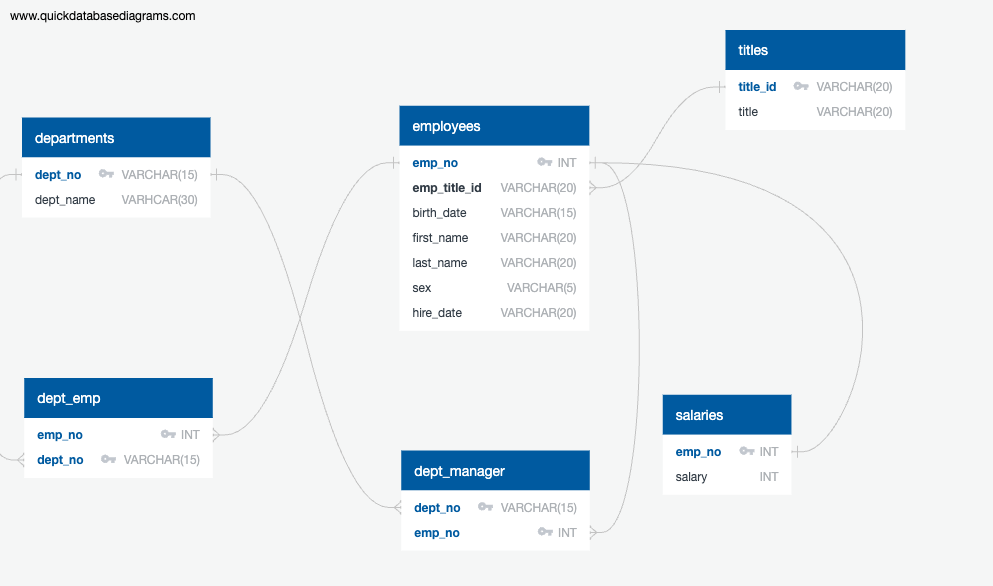 www.quickdatabasediagrams.com
titles
title_id VARCHAR(20)
title VARCHAR(20)
employees
emp_no INT
emp_title_id VARCHAR(20)
birth_date VARCHAR(15)
first_name VARCHAR(20)
last_name VARCHAR(20)
sex VARCHAR(5)
hire_date VARCHAR(20)
departments
dept_no VARCHAR(15)
dept_name VARHCAR(30)
dept_emp
emp_no INT
dept_no VARCHAR(15)
dept_manager
dept_no VARCHAR(15)
emp_no INT
salaries
emp_no INT
salary INT